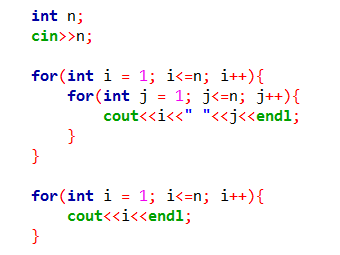 int n;
cin>>n;

for(int i = 1; i<=n; i++){
    for(int j = 1; j<=n; j++){
        cout<<i<<" "<<j<<endl;
    }
}

for(int i = 1; i<=n; i++){
    cout<<i<<endl;
}